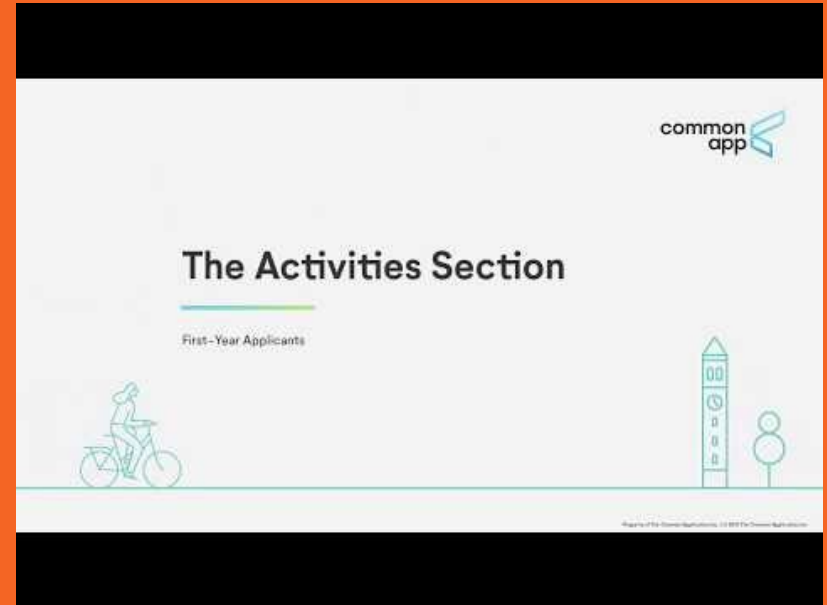 common
app
The Activities Section
First-Year Applicants